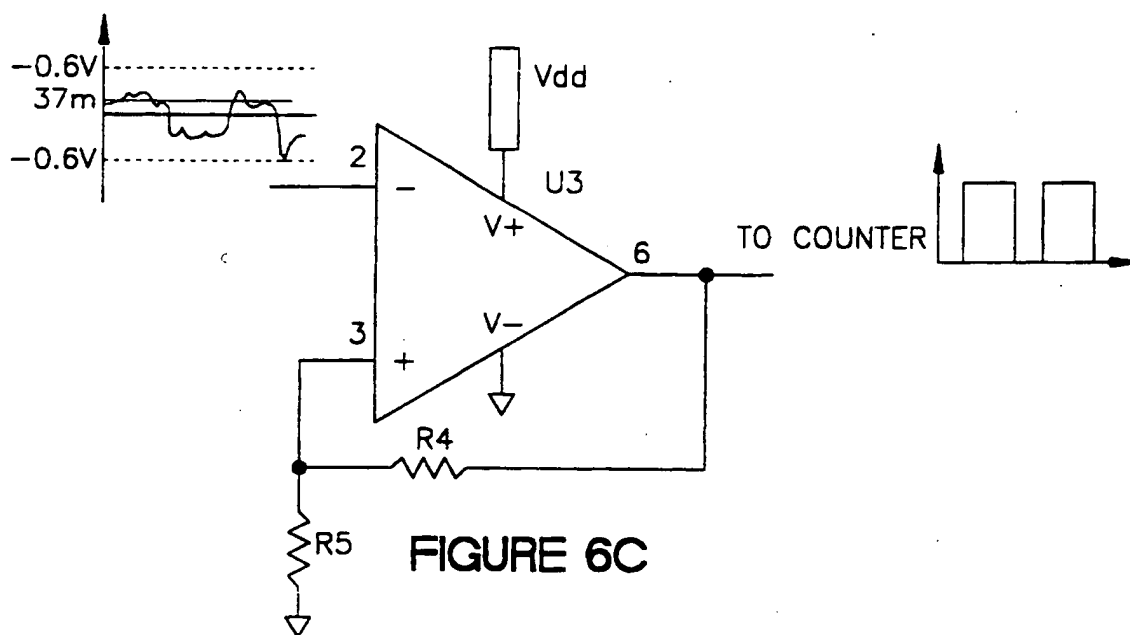 -0.6V
37m
-0.6V
Vdd
2
-
U3
V+
6
TO COUNTER
3
+
V-
R4
R5
FIGURE 6C